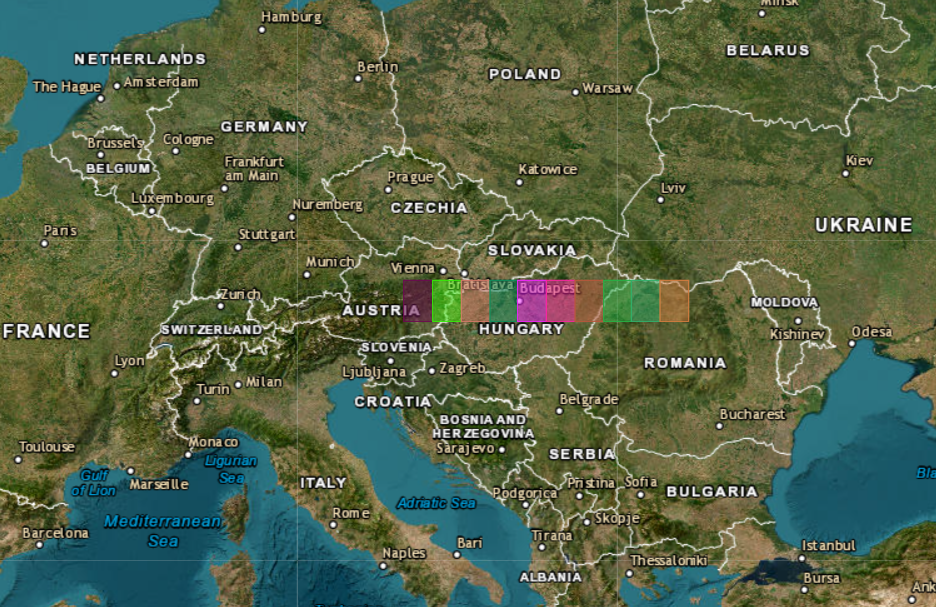 Hamburg
Minsk
NETHERLANDS
BELARUS
Berlin
POLAND
The Hague
Amsterdam
Warsaw
Brussels
Cologne
GERMANY
BELGIUM
Frankfurt
am Main
Katowice
Kiev
Prague
Lviv
Luxembourg
Nuremberg
CZECHIA
Paris
Stuttgart
UKRAINE
SLOVAKIA
Munich
Vienna
Bratislava
Budapest
Zurich
AUSTRIA
MOLDOVA
FRANCE
SWITZERLAND
HUNGARY
Kishinev
Odesa
SLOVENIA
Lyon
Ljubljana
Zagreb
ROMANIA
Turin
Milan
CROATIA
Belgrade
Bucharest
BOSNIA AND
HERZEGOVINA
Toulouse
Monaco
Sarajevo
SERBIA
Ligurian
Sea
Gulf
of Lion
Marseille
ITALY
Podgorica
Pristina
Sofia
BULGARIA
Adriatic Sea
Mediterranean
Sea
Rome
Skopje
Barcelona
Tirana
Bari
Naples
Istanbul
Thessaloniki
ALBANIA
Bursa